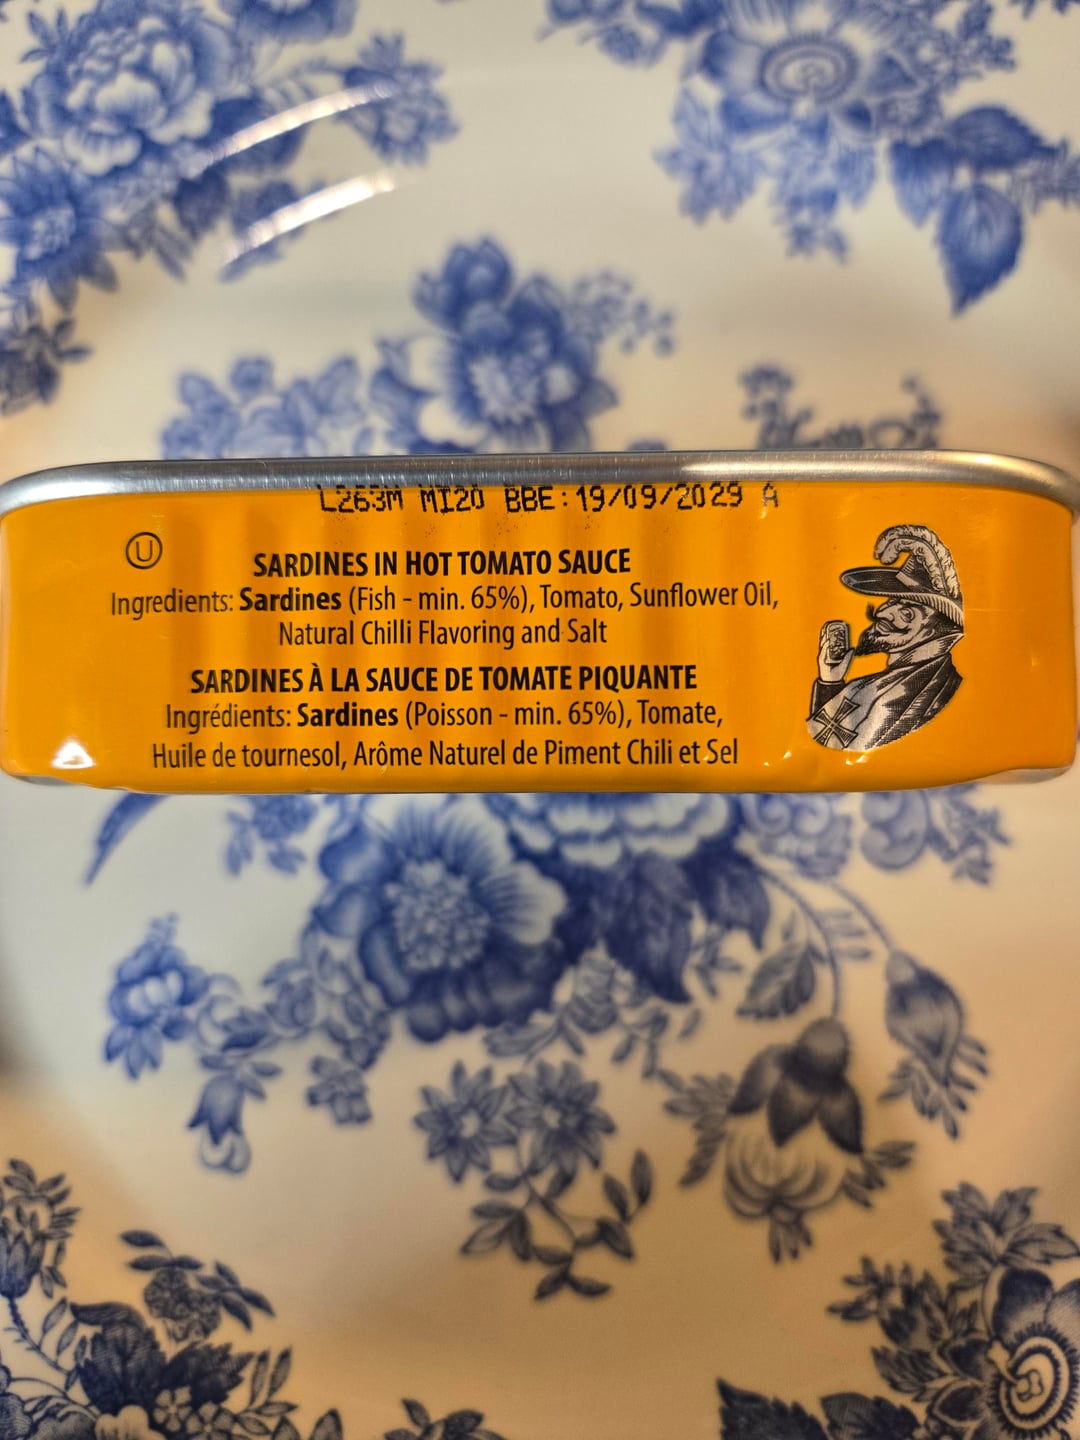 L263M MI20 BBE:19/09/2029 A
U
SARDINES IN HOT TOMATO SAUCE
Ingredients: Sardines (Fish - min. 65%), Tomato, Sunflower Oil,
Natural Chilli Flavoring and Salt
SARDINES À LA SAUCE DE TOMATE PIQUANTE
Ingrédients: Sardines (Poisson - min. 65%), Tomate,
Huile de tournesol, Arôme Naturel de Piment Chili et Sel